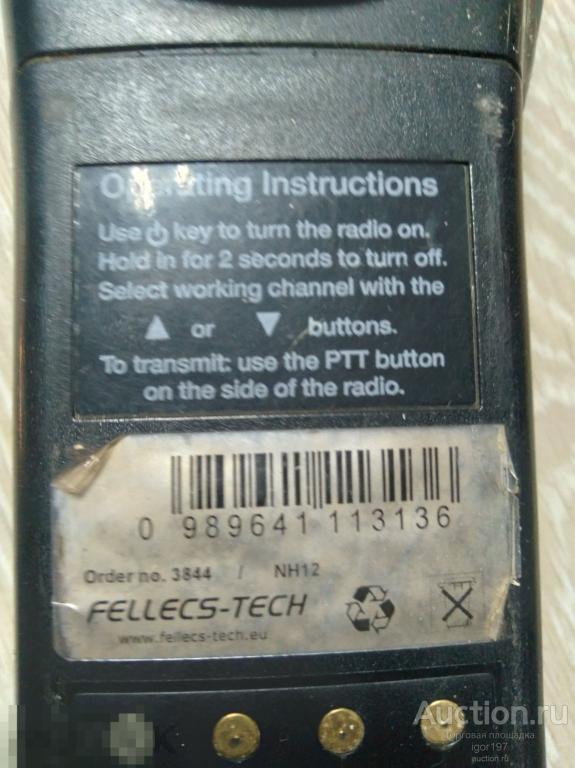 Operating Instructions
Use key to turn the radio on.
Hold in for 2 seconds to turn off.
Select working channel with the
▲ or ▼ buttons.
To transmit: use the PTT button
on the side of the radio.
0 989641 113136
Order no. 3844 / NH12
FELLECS-TECH
www.fellecs-tech.eu
Auction.ru
торговая площадка
igor197
auction.ru